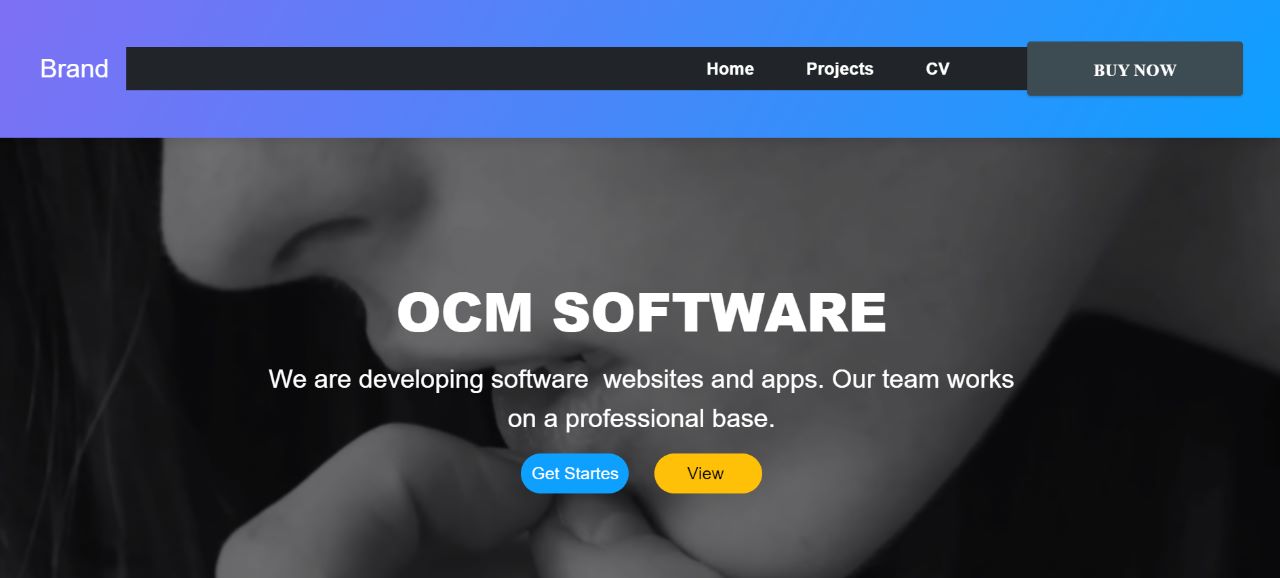 Brand
Home Projects CV BUY NOW
OCM SOFTWARE
We are developing software  websites and apps. Our team works
on a professional base.
Get Startes View